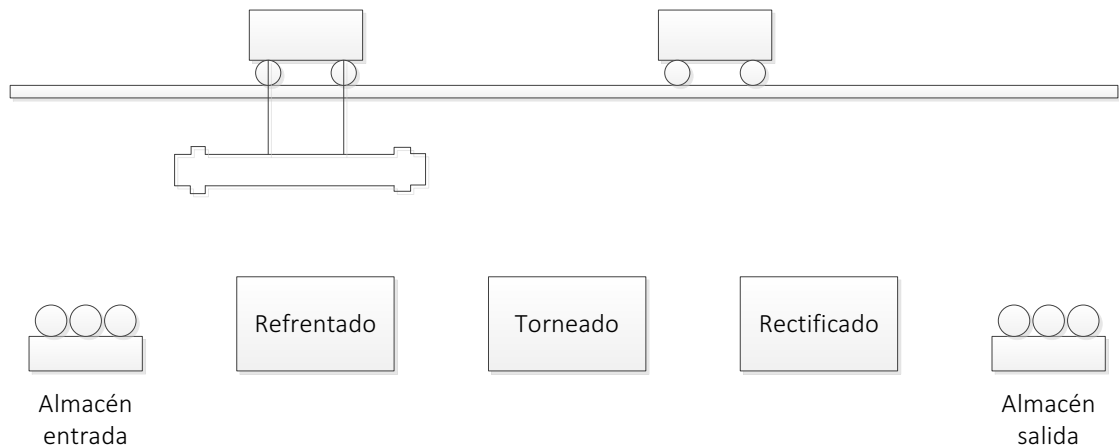 Refrentado
Torneado
Rectificado
Almacén
entrada
Almacén
salida